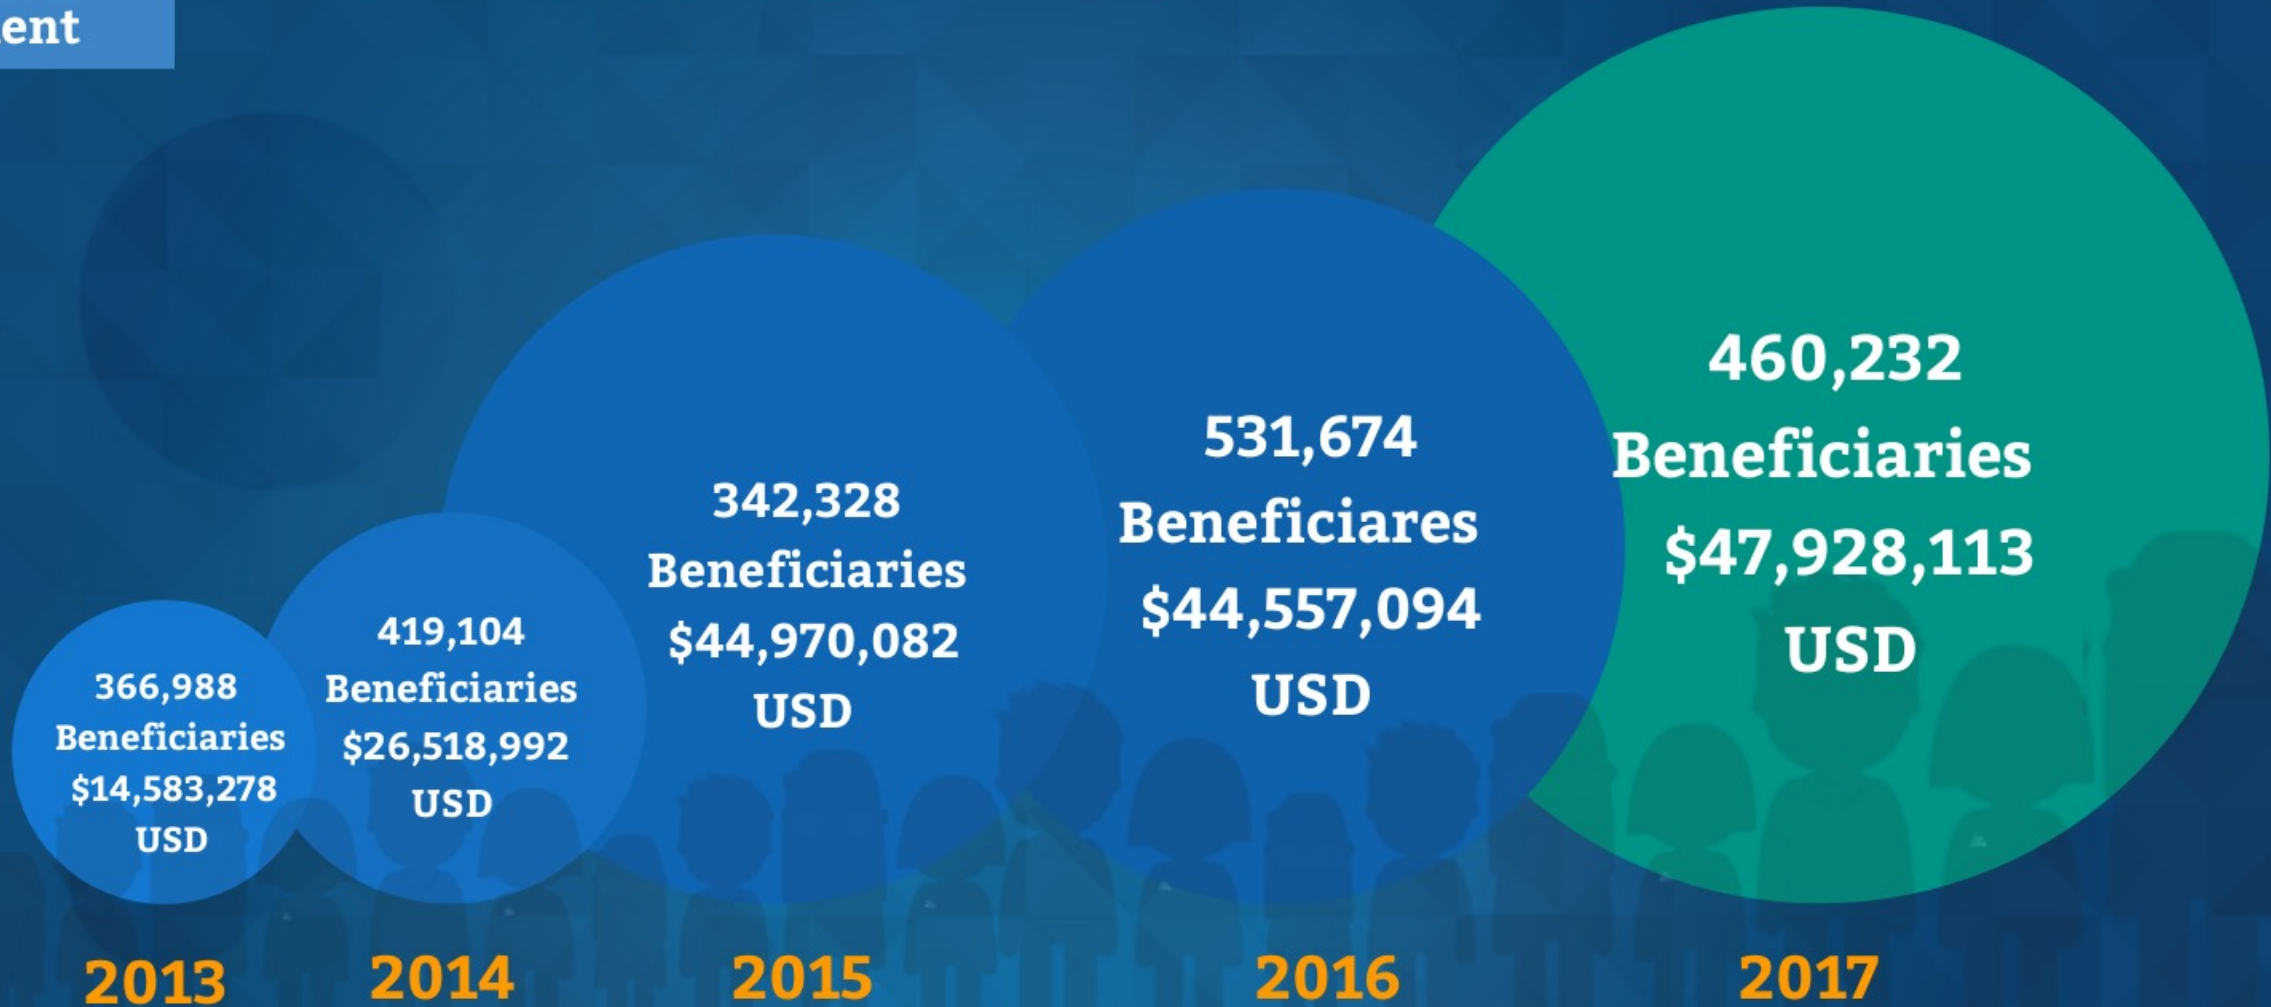 ent
366,988
Beneficiaries
$14,583,278
USD
419,104
Beneficiaries
$26,518,992
USD
342,328
Beneficiaries
$44,970,082
USD
531,674
Beneficiares
$44,557,094
USD
460,232
Beneficiaries
$47,928,113
USD
2013
2014
2015
2016
2017